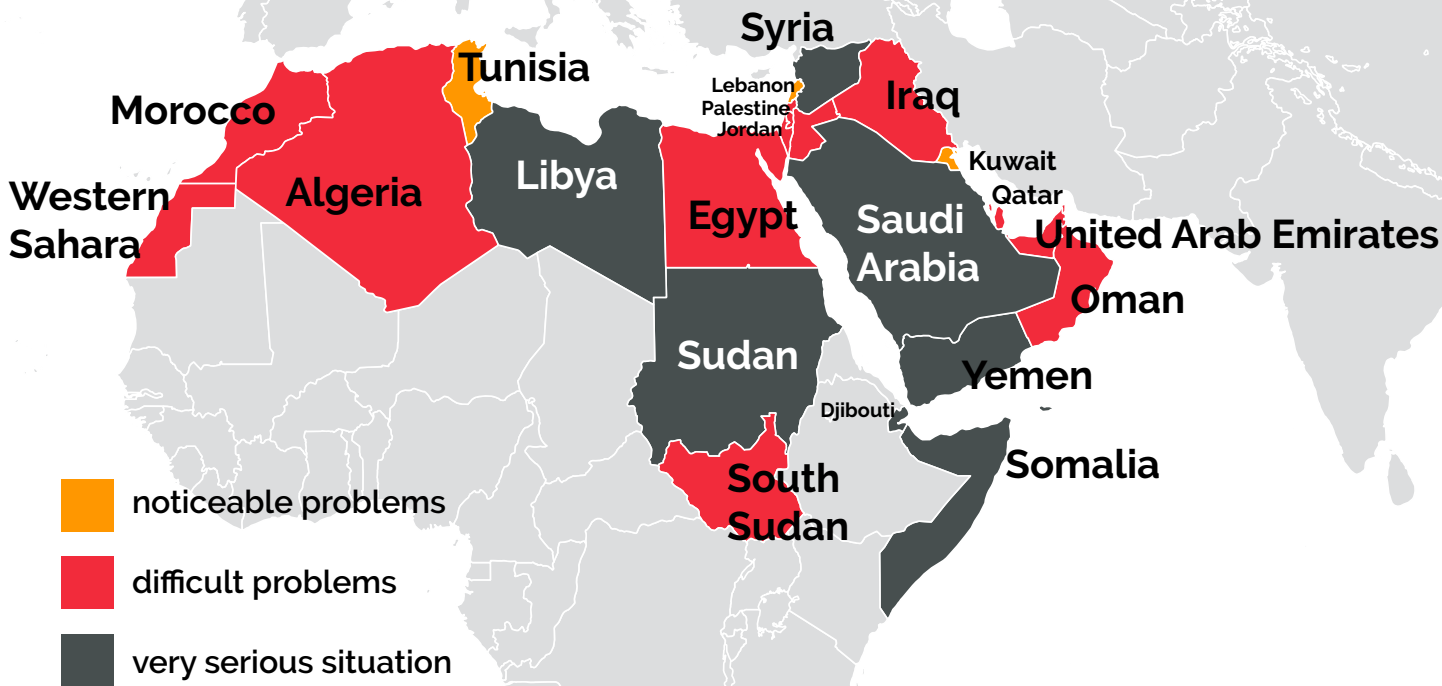 Syria
Tunisia
Lebanon
Palestine
Jordan
Iraq
Morocco
Kuwait
Libya
Algeria
Western
Sahara
Qatar
Egypt
Saudi
Arabia
United Arab Emirates
Oman
Sudan
Yemen
Djibouti
Somalia
South
Sudan
noticeable problems
difficult problems
very serious situation